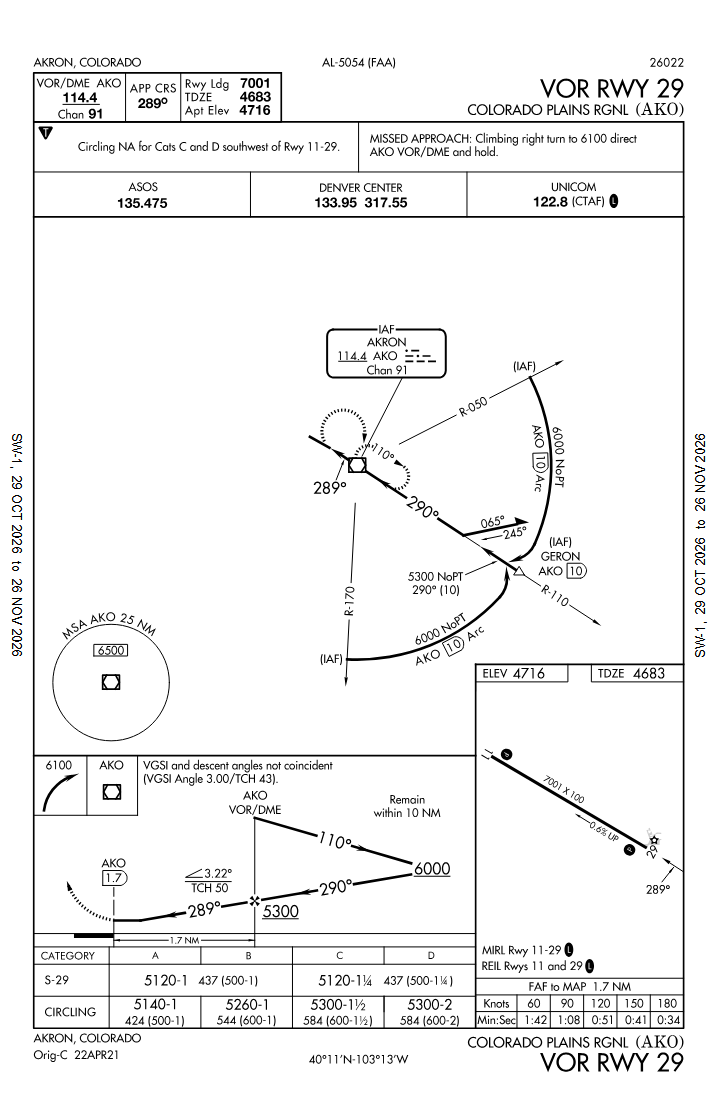 AKRON, COLORADO
AL-5054 (FAA)
26022
VOR/DME AKO
114.4
Chan 91
APP CRS
289°
Rwy Ldg 7001
TDZE 4683
Apt Elev 4716
VOR RWY 29
COLORADO PLAINS RGNL (AKO)
T
Circling NA for Cats C and D southwest of Rwy 11-29.
MISSED APPROACH: Climbing right turn to 6100 direct
AKO VOR/DME and hold.
ASOS
135.475
DENVER CENTER
133.95 317.55
UNICOM
122.8 (CTAF) L
IAF
AKRON
114.4 AKO
Chan 91
(IAF)
R-050
6000 NoPT
AKO 10 Arc
110°
289°
290°
065°
245°
(IAF)
GERON
AKO 10
5300 NoPT
290° (10)
R-110
R-170
6000 NoPT
AKO 10 Arc
(IAF)
MSA AKO 25 NM
6500
SW-1, 29 OCT 2026 to 26 NOV 2026
SW-1, 29 OCT 2026 to 26 NOV 2026
ELEV 4716
TDZE 4683
7001 X 100
0.6% UP
11
29
289°
MIRL Rwy 11-29 L
REIL Rwys 11 and 29 L
6100
AKO
VGSI and descent angles not coincident
(VGSI Angle 3.00/TCH 43).
AKO
VOR/DME
Remain
within 10 NM
110°
6000
290°
AKO
1.7
3.22°
TCH 50
289°
5300
1.7 NM
CATEGORY A B C D
S-29 5120-1 437 (500-1) 5120-1¼ 437 (500-1¼)
CIRCLING 5140-1 5260-1 5300-1½ 5300-2
424 (500-1) 544 (600-1) 584 (600-1½) 584 (600-2)
FAF to MAP 1.7 NM
Knots 60 90 120 150 180
Min:Sec 1:42 1:08 0:51 0:41 0:34
AKRON, COLORADO
Orig-C 22APR21
40°11'N-103°13'W
COLORADO PLAINS RGNL (AKO)
VOR RWY 29